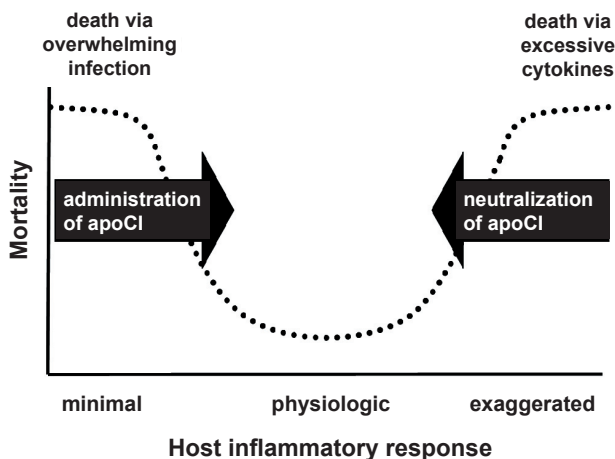 death via
overwhelming
infection
death via
excessive
cytokines
Mortality
administration
of apoCI
neutralization
of apoCI
minimal
physiologic
exaggerated
Host inflammatory response